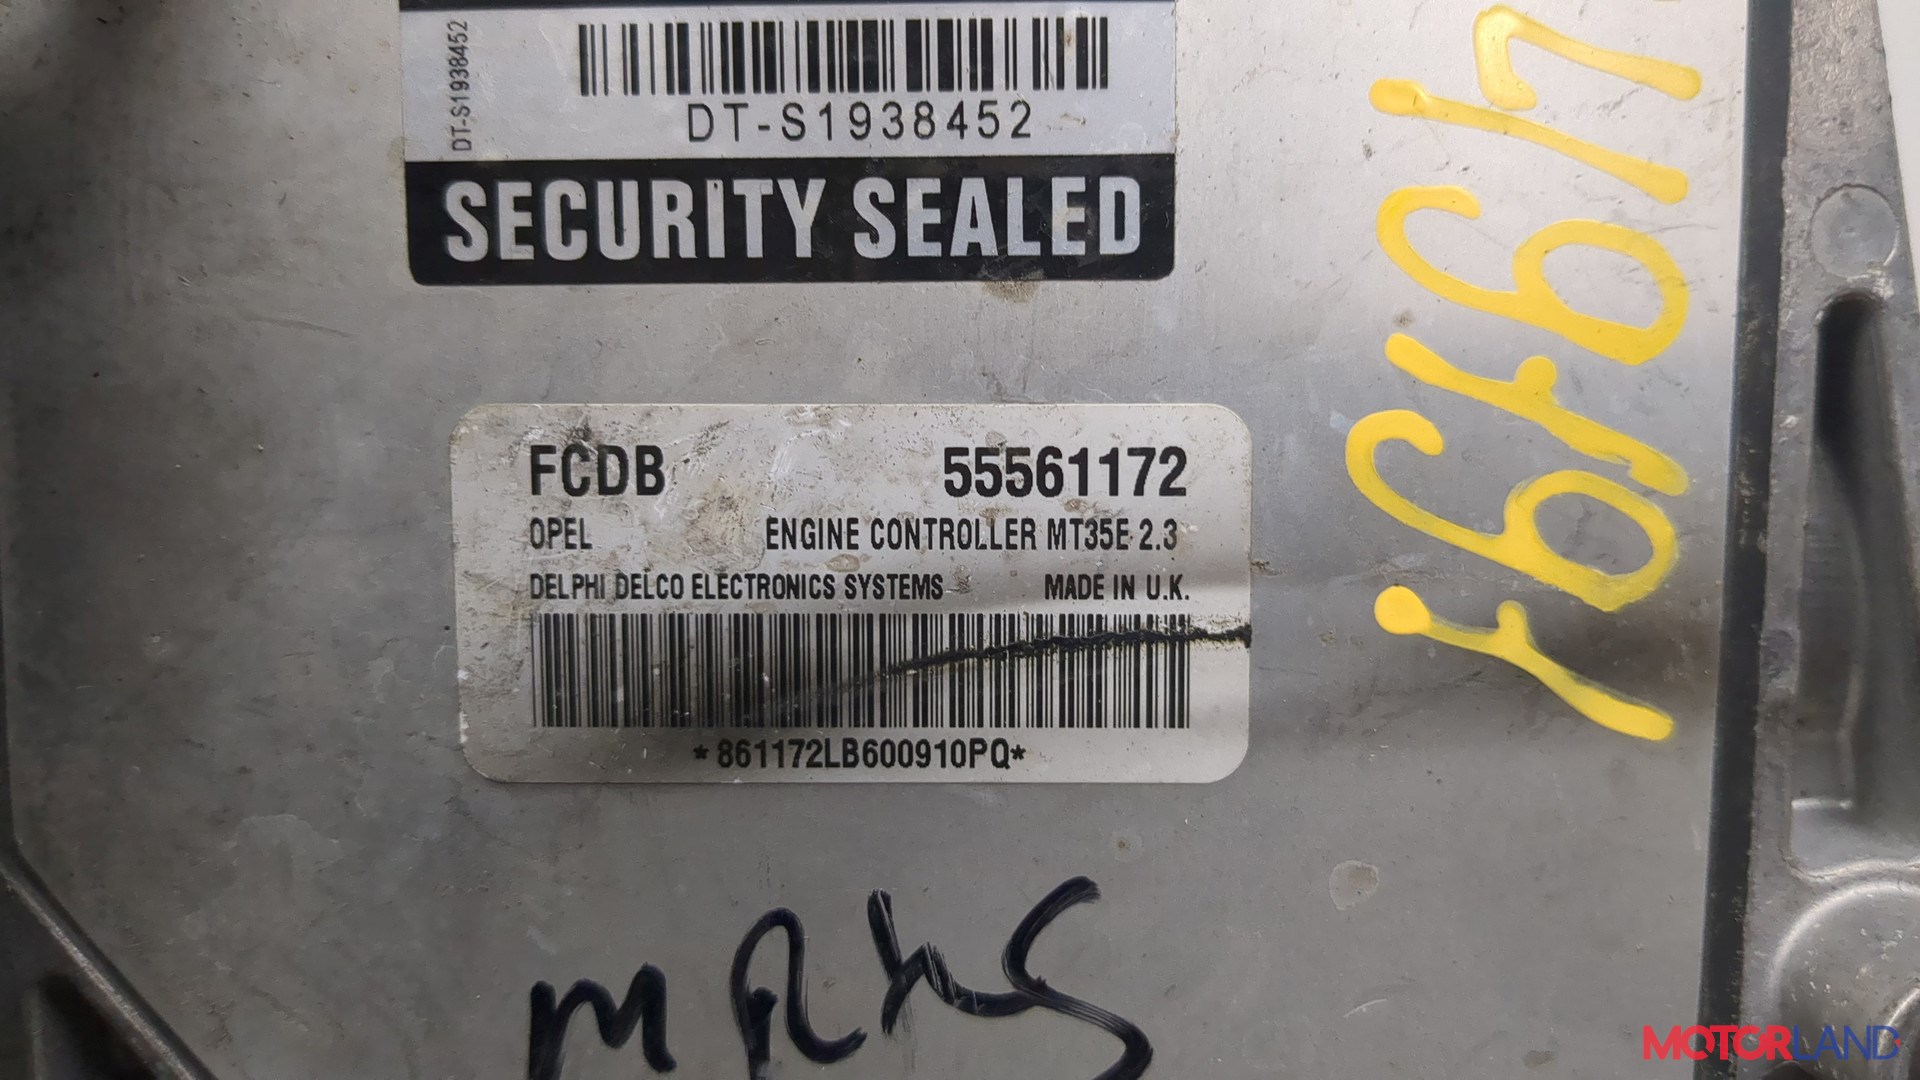 DT-S1938452
DT-S1938452
SECURITY SEALED
FCDB 55561172
OPEL ENGINE CONTROLLER MT35E 2.3
DELPHI DELCO ELECTRONICS SYSTEMS MADE IN U.K.
*861172LB600910PQ*
MOTORLAND